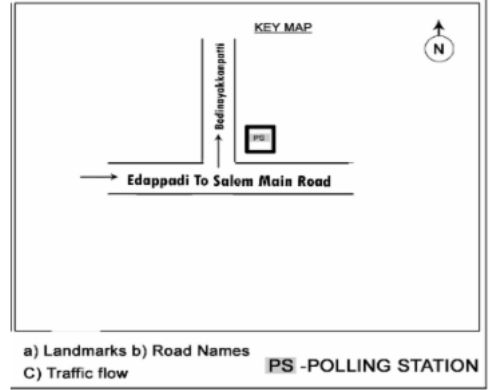 KEY MAP
N
Bodinayakkanpatti
PS
Edappadi To Salem Main Road
a) Landmarks b) Road Names
C) Traffic flow
PS -POLLING STATION